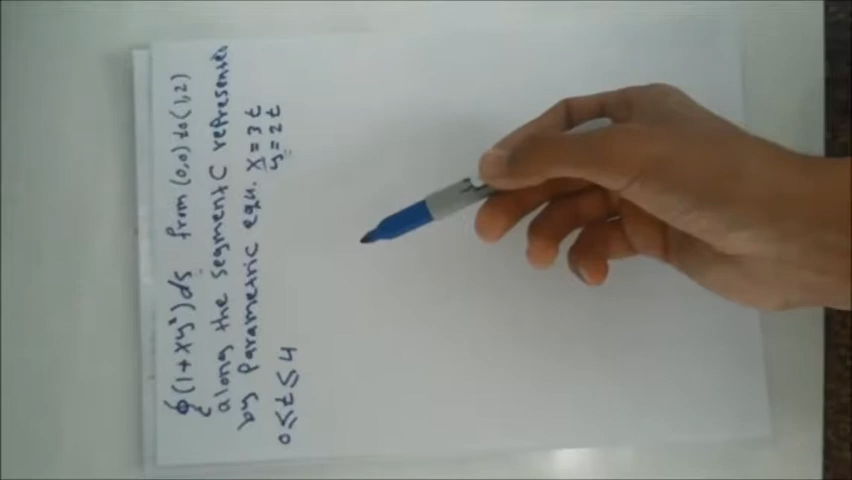 ∮(1+xy²)ds from (0,0) to (1,2)
along the segment C represented
by parametric equ. x=3t
y=2t
0≤t≤4